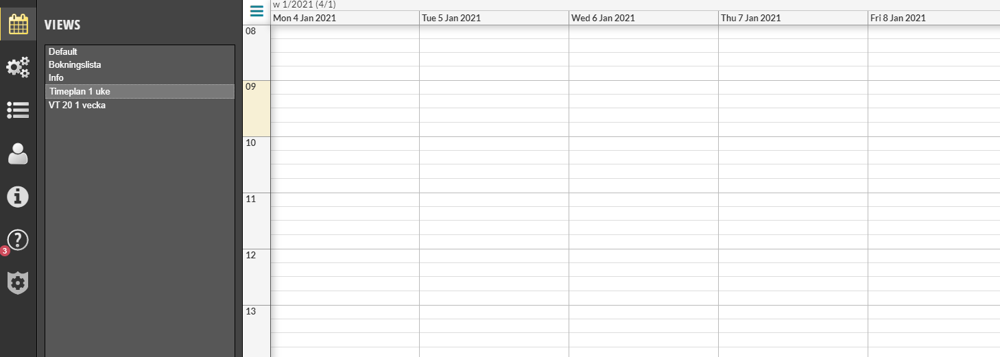 VIEWS
Default
Bokningslista
Info
Timeplan 1 uke
VT 20 1 vecka
3
w 1/2021 (4/1)
Mon 4 Jan 2021
Tue 5 Jan 2021
Wed 6 Jan 2021
Thu 7 Jan 2021
Fri 8 Jan 2021
08
09
10
11
12
13